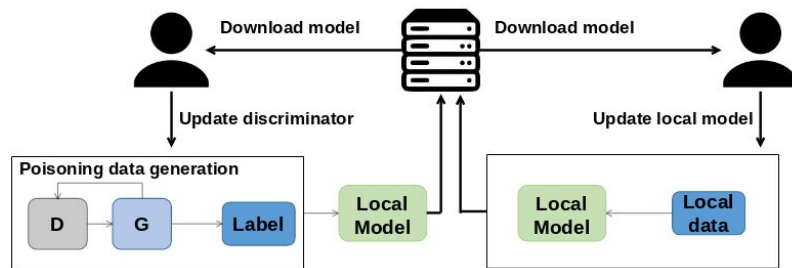 Download model
Download model
Update discriminator
Update local model
Poisoning data generation
D
G
Label
Local
Model
Local
Model
Local
data